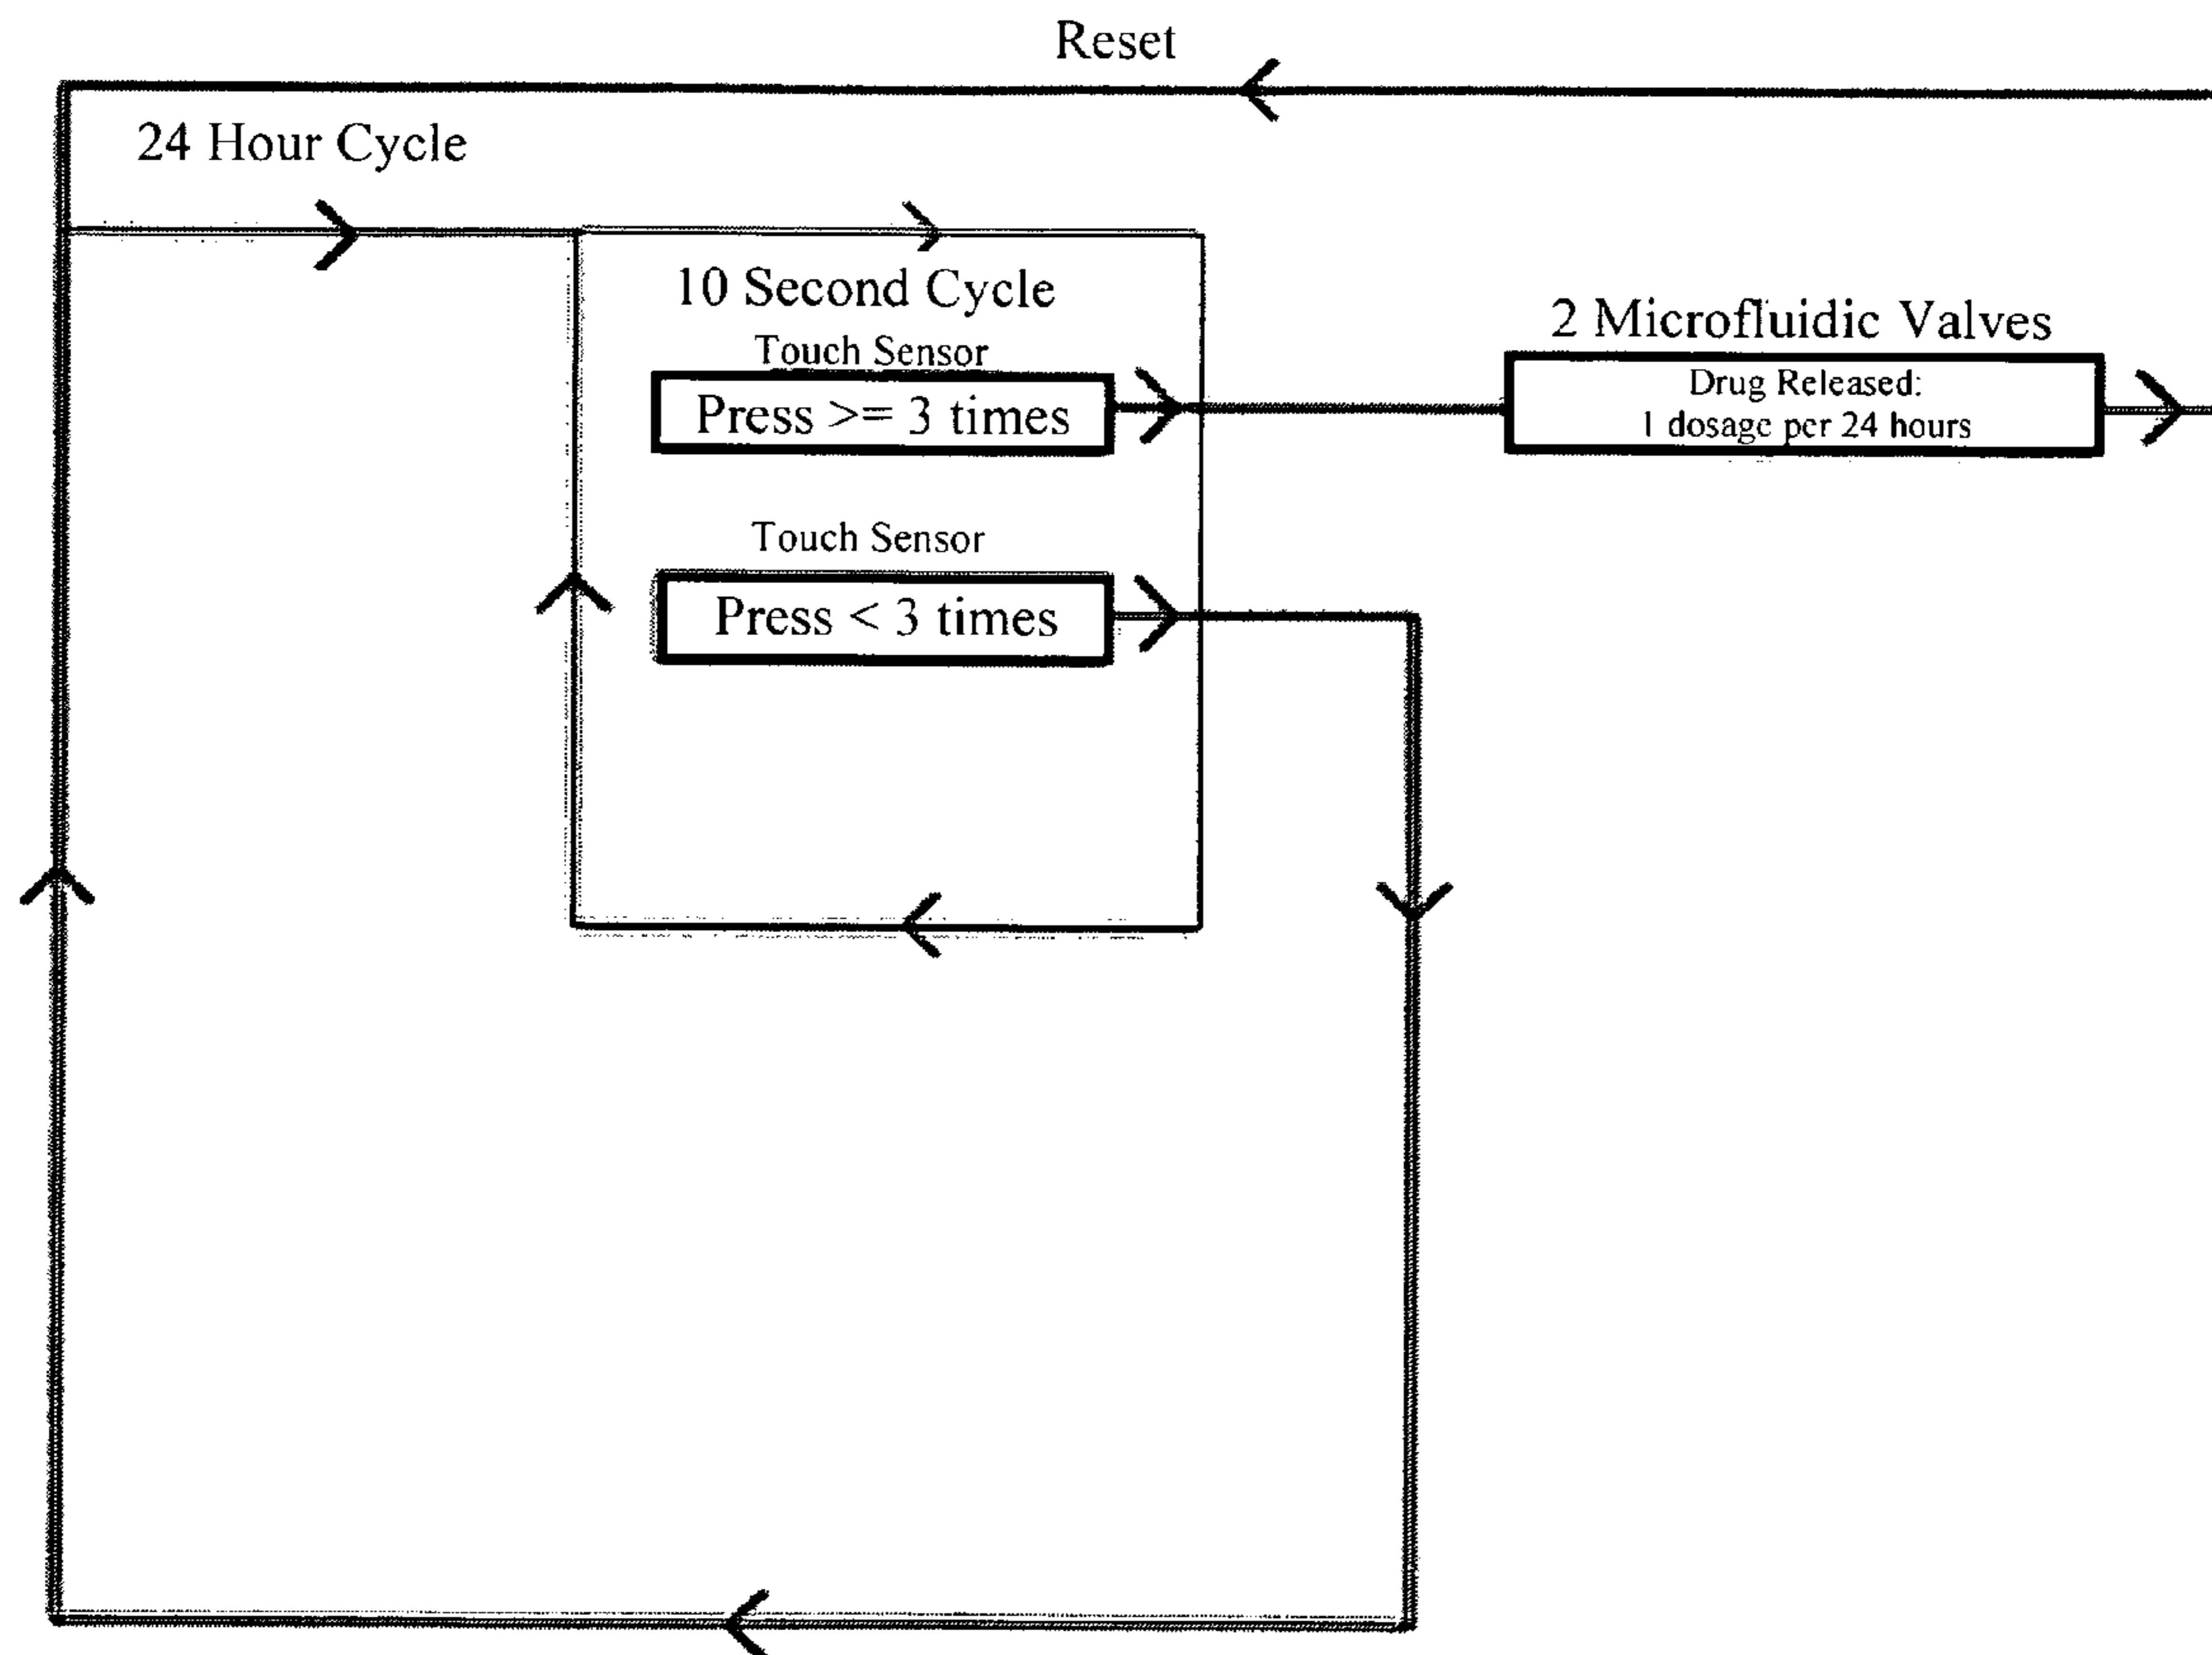 Reset
24 Hour Cycle
10 Second Cycle
Touch Sensor
Press >= 3 times
2 Microfluidic Valves
Drug Released:
1 dosage per 24 hours
Touch Sensor
Press < 3 times